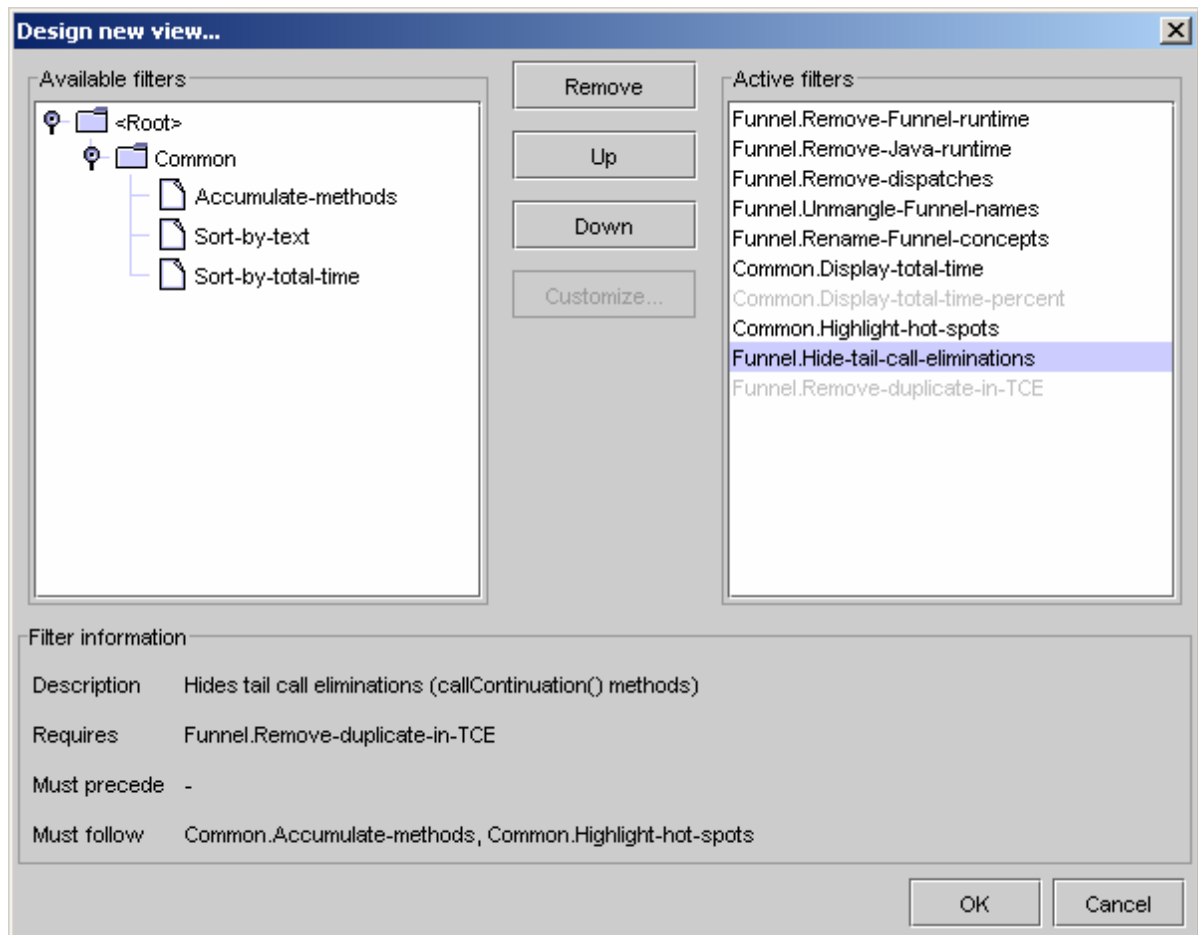 Design new view...
Available filters
<Root>
Common
Accumulate-methods
Sort-by-text
Sort-by-total-time
Remove
Up
Down
Customize...
Active filters
Funnel.Remove-Funnel-runtime
Funnel.Remove-Java-runtime
Funnel.Remove-dispatches
Funnel.Unmangle-Funnel-names
Funnel.Rename-Funnel-concepts
Common.Display-total-time
Common.Display-total-time-percent
Common.Highlight-hot-spots
Funnel.Hide-tail-call-eliminations
Funnel.Remove-duplicate-in-TCE
Filter information
Description Hides tail call eliminations (callContinuation() methods)
Requires Funnel.Remove-duplicate-in-TCE
Must precede -
Must follow Common.Accumulate-methods, Common.Highlight-hot-spots
OK Cancel